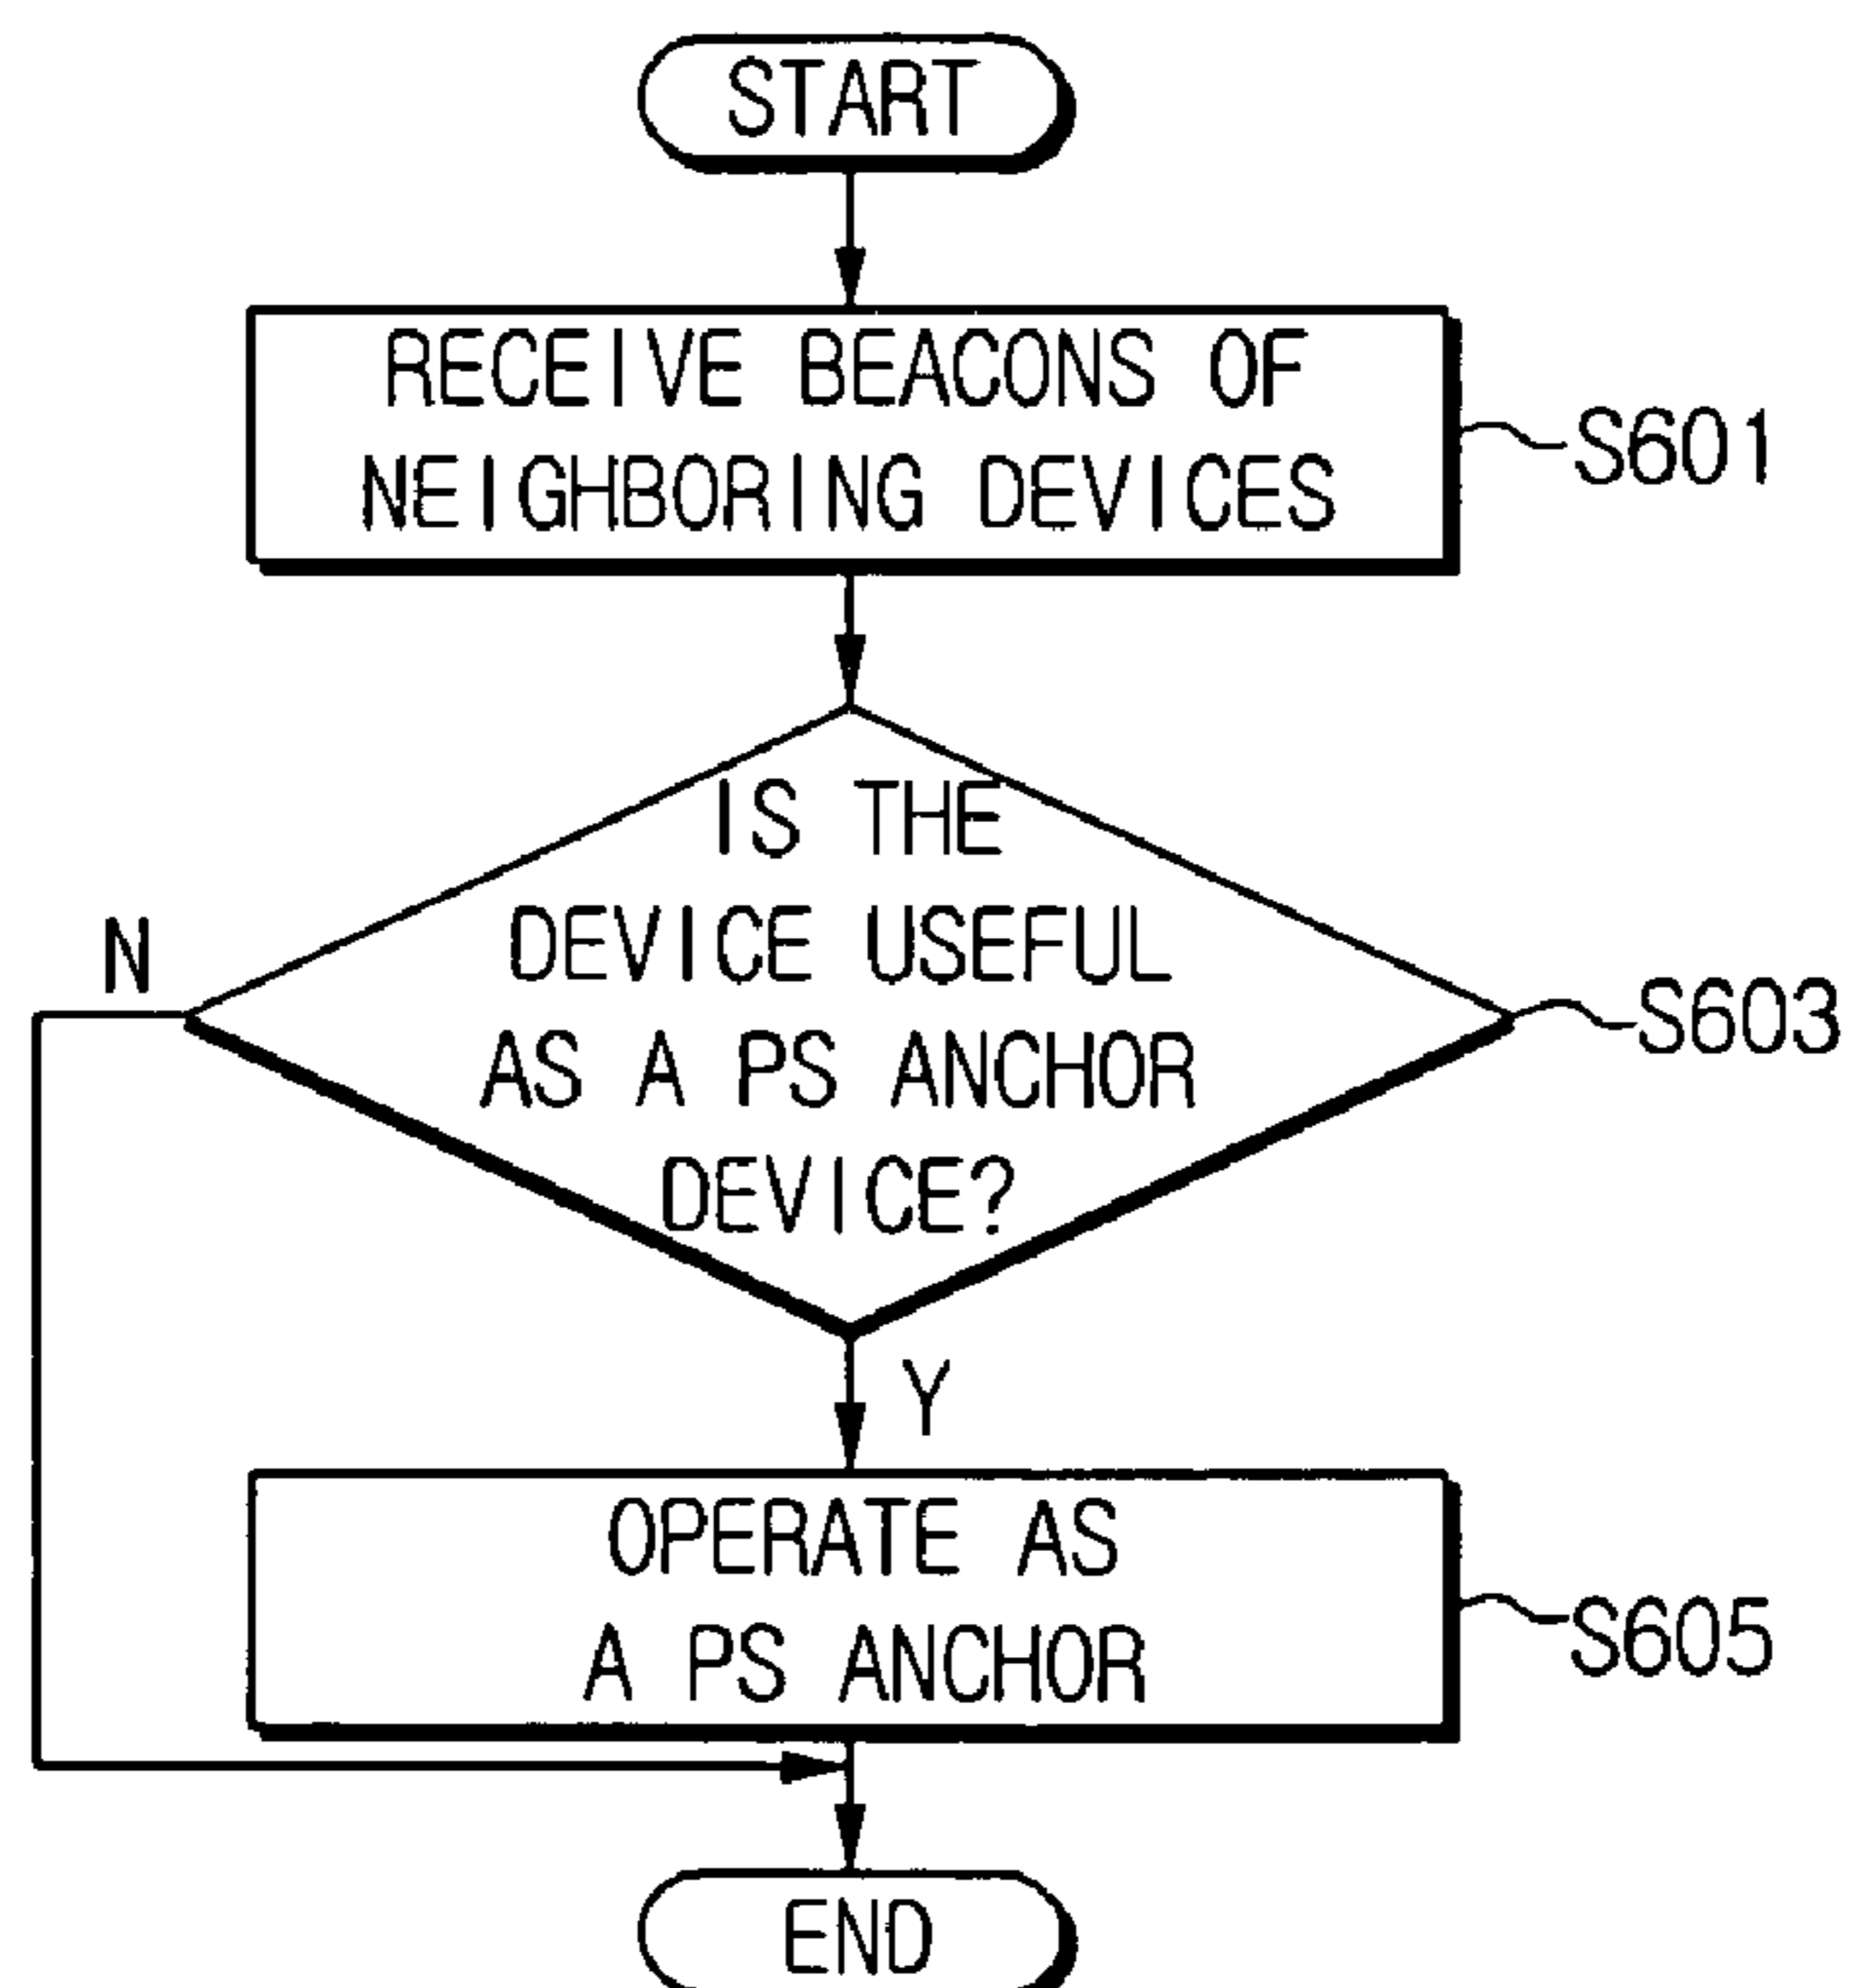 START
RECEIVE BEACONS OF
NEIGHBORING DEVICES
S601
IS THE
DEVICE USEFUL
AS A PS ANCHOR
DEVICE?
N
S603
Y
OPERATE AS
A PS ANCHOR
S605
END